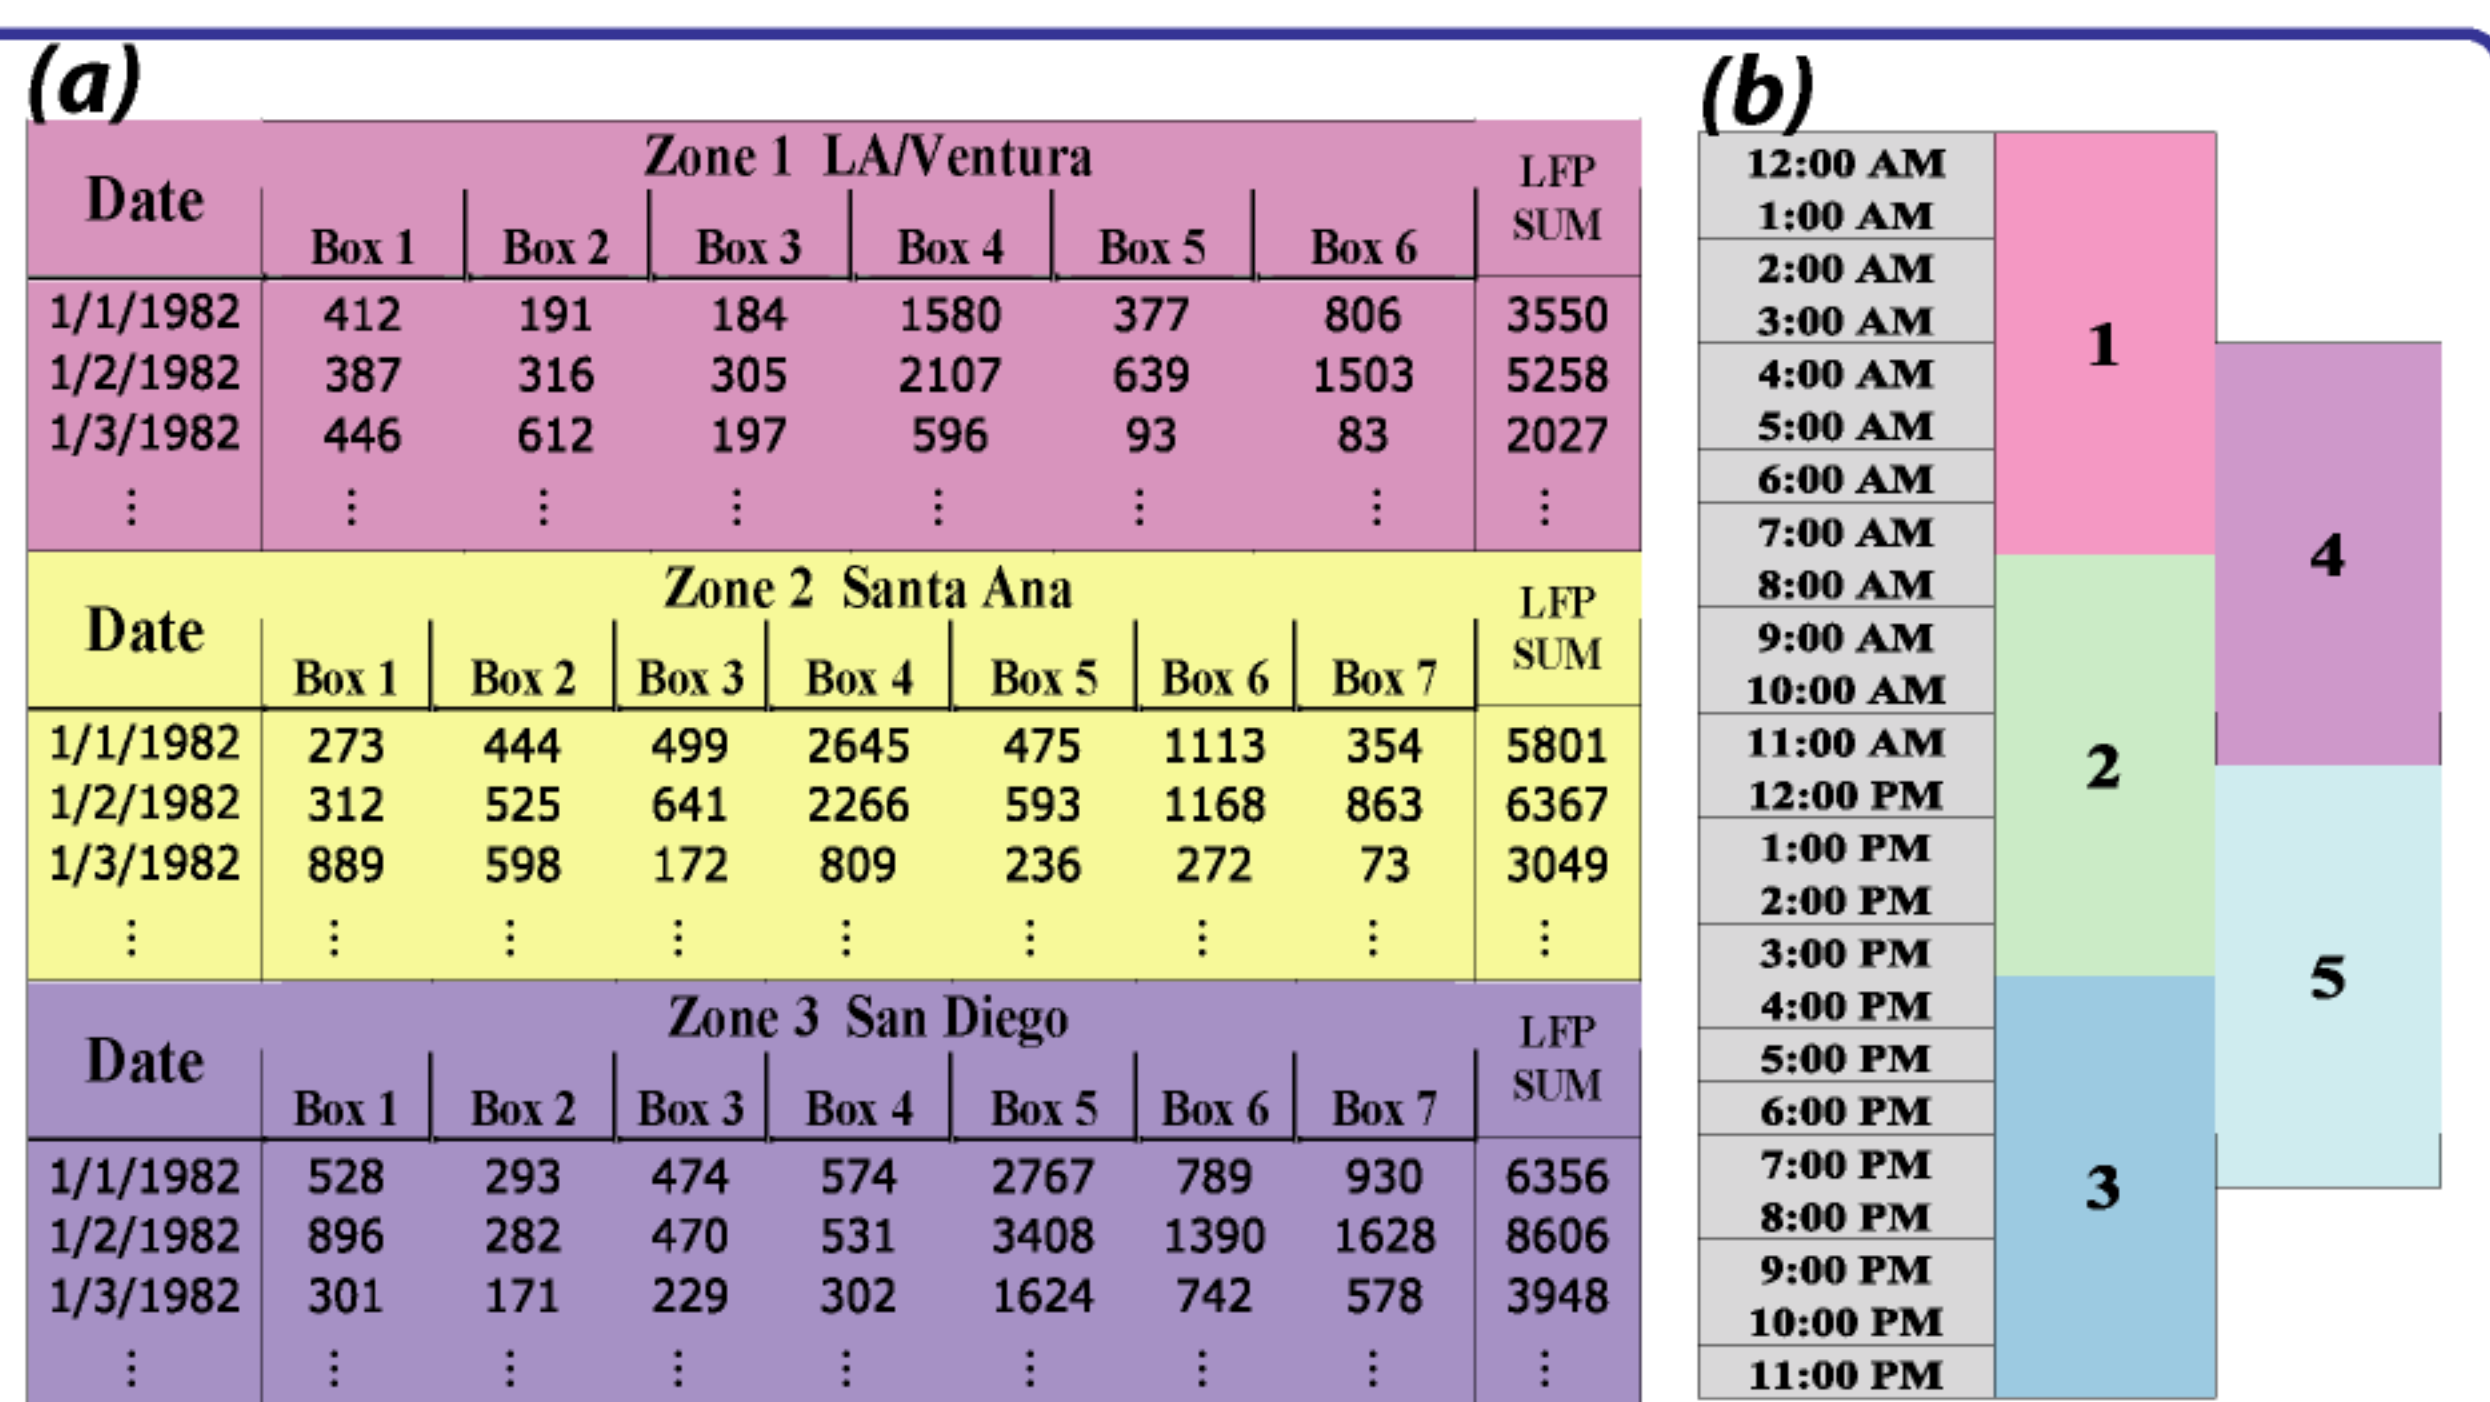 (a)
Zone 1 LA/Ventura
Date
LFP SUM
Box 1 Box 2 Box 3 Box 4 Box 5 Box 6
1/1/1982 412 191 184 1580 377 806 3550
1/2/1982 387 316 305 2107 639 1503 5258
1/3/1982 446 612 197 596 93 83 2027
⋮ ⋮ ⋮ ⋮ ⋮ ⋮ ⋮ ⋮
Zone 2 Santa Ana
Date
LFP SUM
Box 1 Box 2 Box 3 Box 4 Box 5 Box 6 Box 7
1/1/1982 273 444 499 2645 475 1113 354 5801
1/2/1982 312 525 641 2266 593 1168 863 6367
1/3/1982 889 598 172 809 236 272 73 3049
⋮ ⋮ ⋮ ⋮ ⋮ ⋮ ⋮ ⋮ ⋮
Zone 3 San Diego
Date
LFP SUM
Box 1 Box 2 Box 3 Box 4 Box 5 Box 6 Box 7
1/1/1982 528 293 474 574 2767 789 930 6356
1/2/1982 896 282 470 531 3408 1390 1628 8606
1/3/1982 301 171 229 302 1624 742 578 3948
⋮ ⋮ ⋮ ⋮ ⋮ ⋮ ⋮ ⋮ ⋮
(b)
12:00 AM
1:00 AM
2:00 AM
3:00 AM
4:00 AM
5:00 AM
6:00 AM
7:00 AM
8:00 AM
9:00 AM
10:00 AM
11:00 AM
12:00 PM
1:00 PM
2:00 PM
3:00 PM
4:00 PM
5:00 PM
6:00 PM
7:00 PM
8:00 PM
9:00 PM
10:00 PM
11:00 PM
1
2
3
4
5